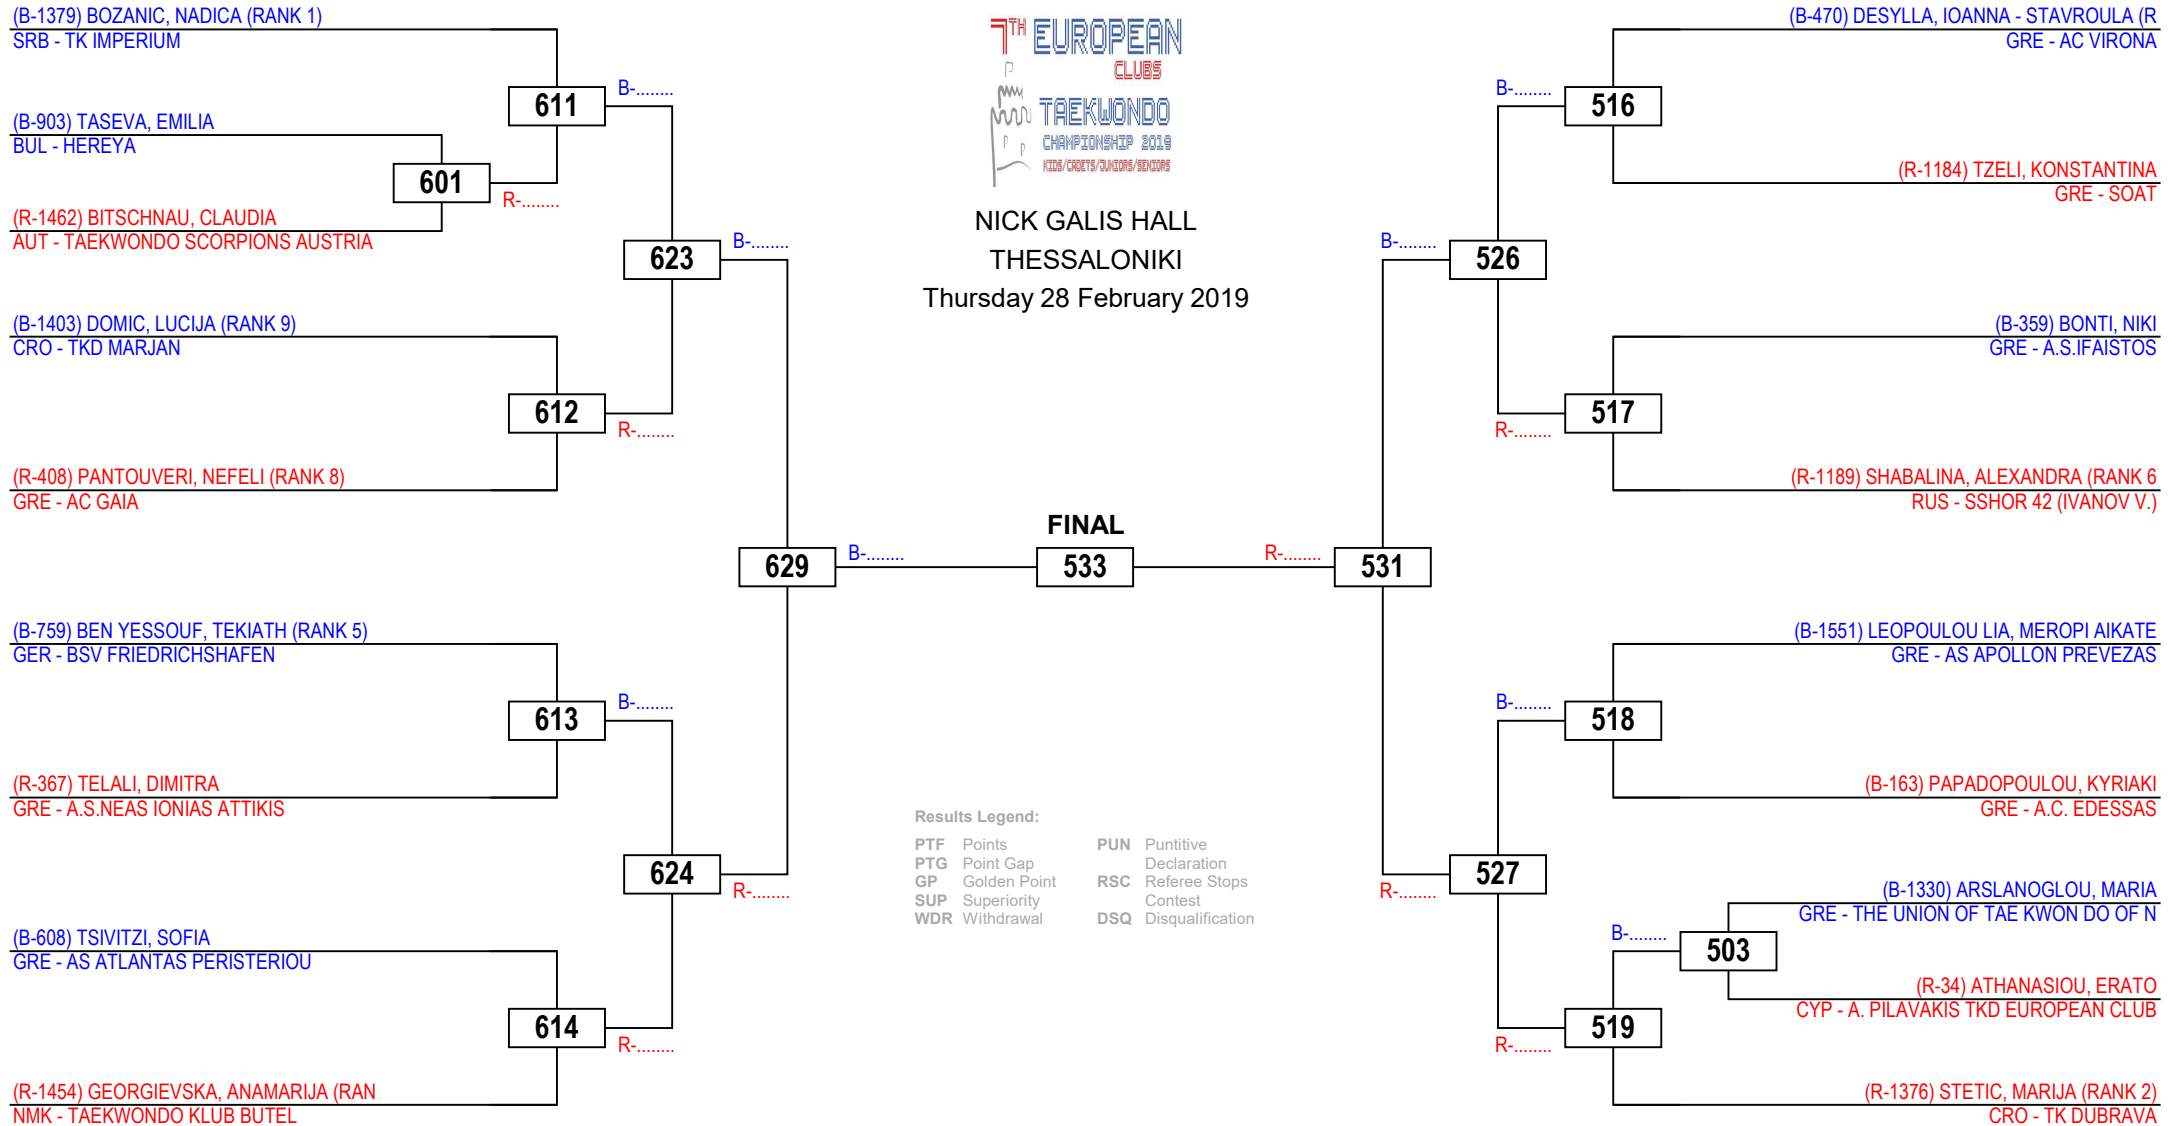 (B-1379) BOZANIC, NADICA (RANK 1)
SRB - TK IMPERIUM
611
B-........
(B-903) TASEVA, EMILIA
BUL - HEREYA
601
R-........
(R-1462) BITSCHNAU, CLAUDIA
AUT - TAEKWONDO SCORPIONS AUSTRIA
623
B-........
(B-1403) DOMIC, LUCIJA (RANK 9)
CRO - TKD MARJAN
612
R-........
(R-408) PANTOUVERI, NEFELI (RANK 8)
GRE - AC GAIA
629
B-........
(B-759) BEN YESSOUF, TEKIATH (RANK 5)
GER - BSV FRIEDRICHSHAFEN
613
B-........
(R-367) TELALI, DIMITRA
GRE - A.S.NEAS IONIAS ATTIKIS
624
R-........
(B-608) TSIVITZI, SOFIA
GRE - AS ATLANTAS PERISTERIOU
614
R-........
(R-1454) GEORGIEVSKA, ANAMARIJA (RAN
NMK - TAEKWONDO KLUB BUTEL
7TH EUROPEAN
CLUBS
TAEKWONDO
CHAMPIONSHIP 2019
KIDS/CADETS/JUNIORS/SENIORS
NICK GALIS HALL
THESSALONIKI
Thursday 28 February 2019
FINAL
533
Results Legend:
PTF Points
PTG Point Gap
GP Golden Point
SUP Superiority
WDR Withdrawal
PUN Puntitive
Declaration
RSC Referee Stops
Contest
DSQ Disqualification
(B-470) DESYLLA, IOANNA - STAVROULA (R
GRE - AC VIRONA
B-........
516
(R-1184) TZELI, KONSTANTINA
GRE - SOAT
B-........
526
(B-359) BONTI, NIKI
GRE - A.S.IFAISTOS
517
R-........
(R-1189) SHABALINA, ALEXANDRA (RANK 6
RUS - SSHOR 42 (IVANOV V.)
R-........
531
(B-1551) LEOPOULOU LIA, MEROPI AIKATE
GRE - AS APOLLON PREVEZAS
B-........
518
(B-163) PAPADOPOULOU, KYRIAKI
GRE - A.C. EDESSAS
527
R-........
(B-1330) ARSLANOGLOU, MARIA
GRE - THE UNION OF TAE KWON DO OF N
B-........
503
(R-34) ATHANASIOU, ERATO
CYP - A. PILAVAKIS TKD EUROPEAN CLUB
519
R-........
(R-1376) STETIC, MARIJA (RANK 2)
CRO - TK DUBRAVA